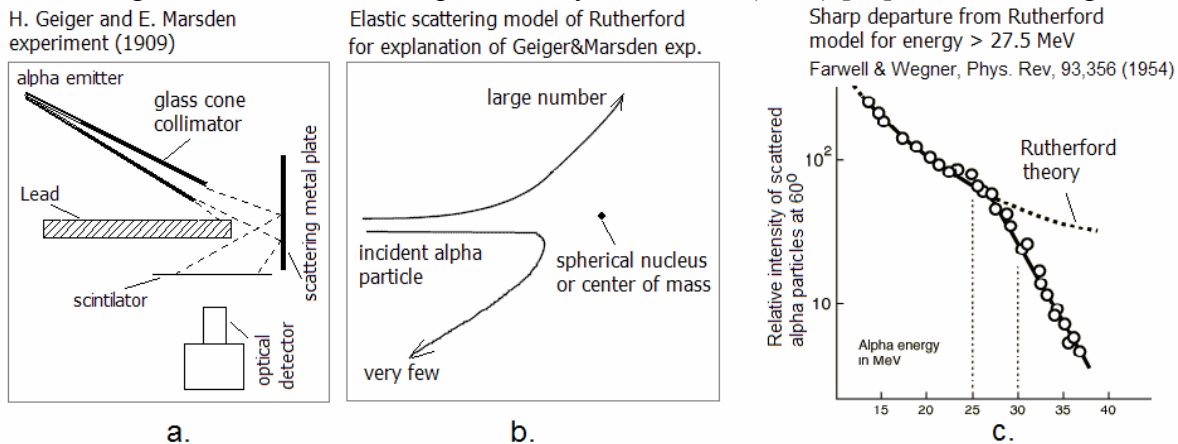 H. Geiger and E. Marsden
experiment (1909)
alpha emitter
glass cone
collimator
Lead
scattering metal plate
scintilator
optical
detector
a.
Elastic scattering model of Rutherford
for explanation of Geiger&Marsden exp.
large number
incident alpha
particle
spherical nucleus
or center of mass
very few
b.
Sharp departure from Rutherford
model for energy > 27.5 MeV
Farwell & Wegner, Phys. Rev, 93,356 (1954)
Relative intensity of scattered
alpha particles at 60⁰
10²
10
Rutherford
theory
Alpha energy
in MeV
15 20 25 30 35 40
c.